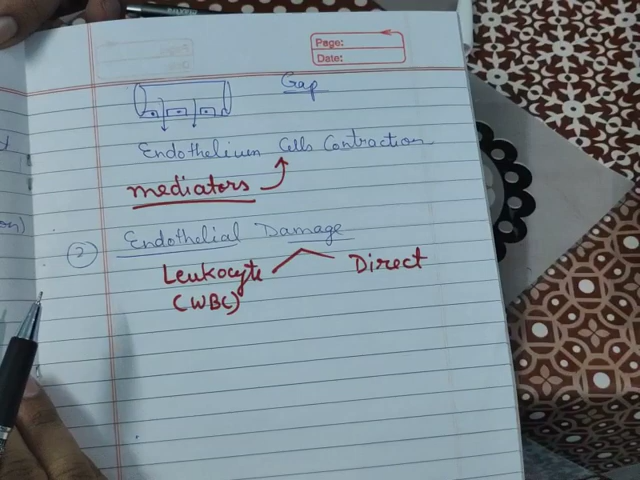 Page:
Date:
Gap
Endothelium Cells Contraction
mediators
② Endothelial Damage
Leukocyte Direct
(WBC)